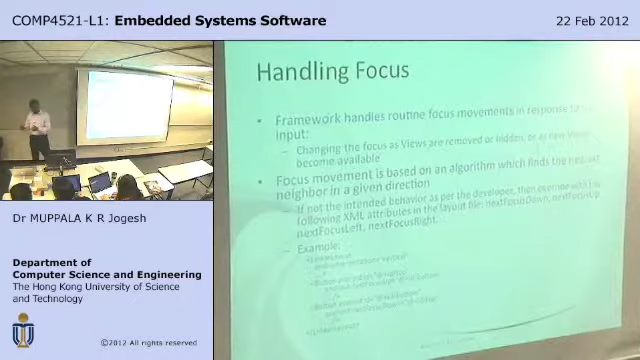 COMP4521-L1: Embedded Systems Software
22 Feb 2012
Handling Focus
• Framework handles routine focus movements in response to
input:
– Changing the focus as Views are removed or hidden, or as new
become available
• Focus movement is based on an algorithm which finds the nearest
neighbor in a given direction
– If not the intended behavior as per the developer, then override with
following XML attributes in the layout file: nextFocusDown, nextFocusUp
nextFocusLeft, nextFocusRight.
– Example:
Dr MUPPALA K R Jogesh
Department of
Computer Science and Engineering
The Hong Kong University of Science
and Technology
©2012 All rights reserved